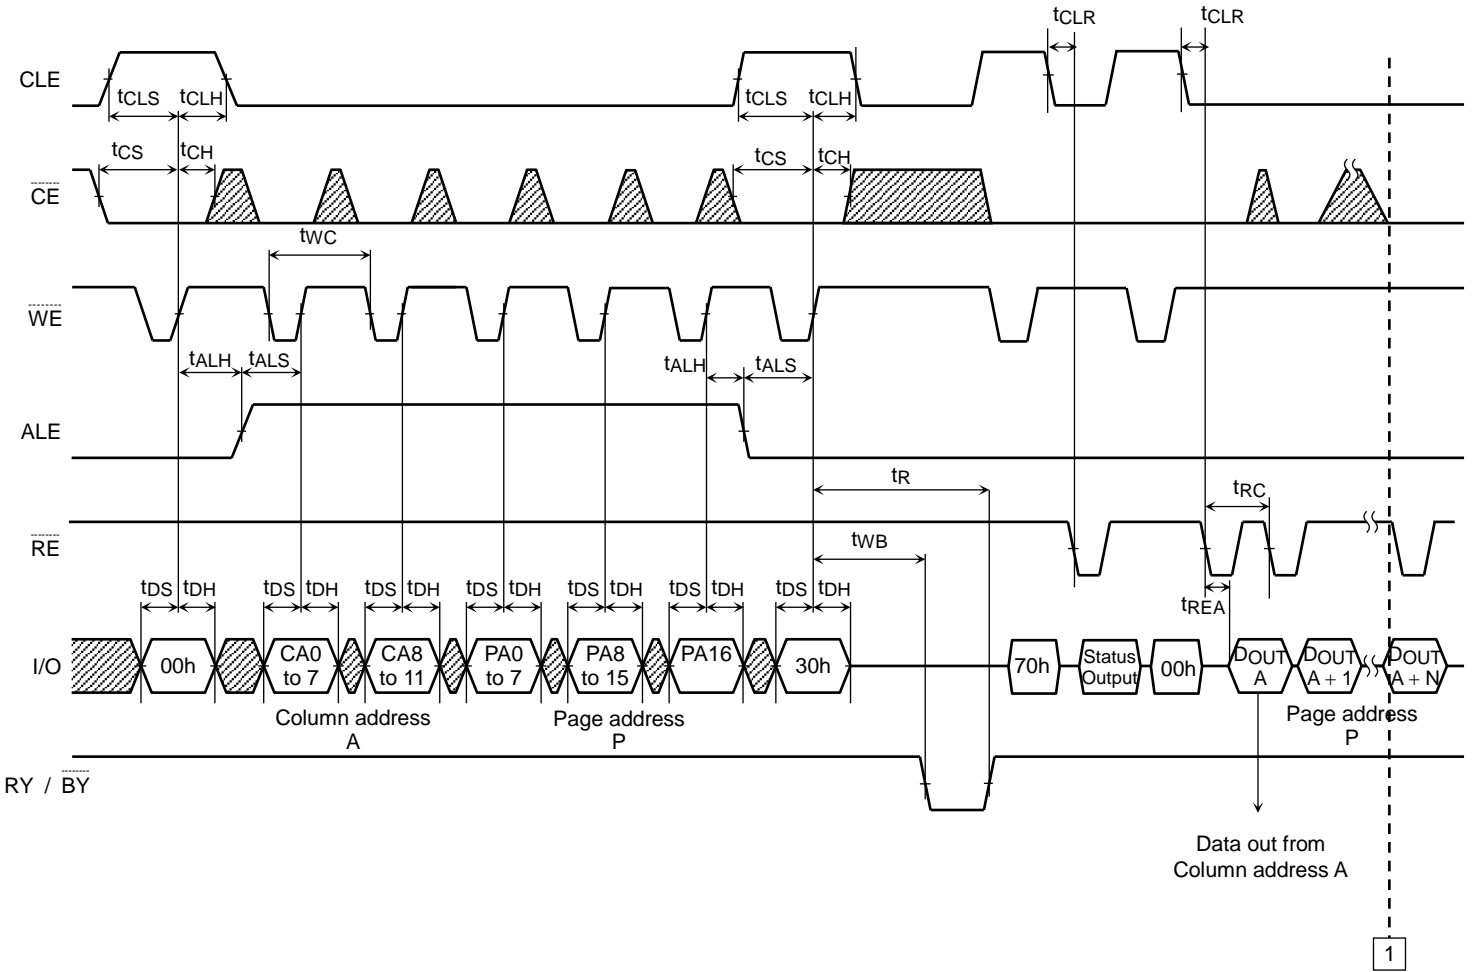 tCLR tCLR
CLE
tCLS tCLH tCLS tCLH
tCS tCH tCS tCH
CE
tWC
WE
tALH tALS tALH tALS
ALE
tR
tRC
RE
tWB
tDS tDH tDS tDH tDS tDH tDS tDH tDS tDH tDS tDH tDS tDH
tREA
I/O
00h
CA0 to 7
CA8 to 11
PA0 to 7
PA8 to 15
PA16
30h
70h
Status Output
00h
DOUT A
DOUT A + 1
DOUT A + N
Column address
A
Page address
P
Page address
P
RY / BY
Data out from
Column address A
1